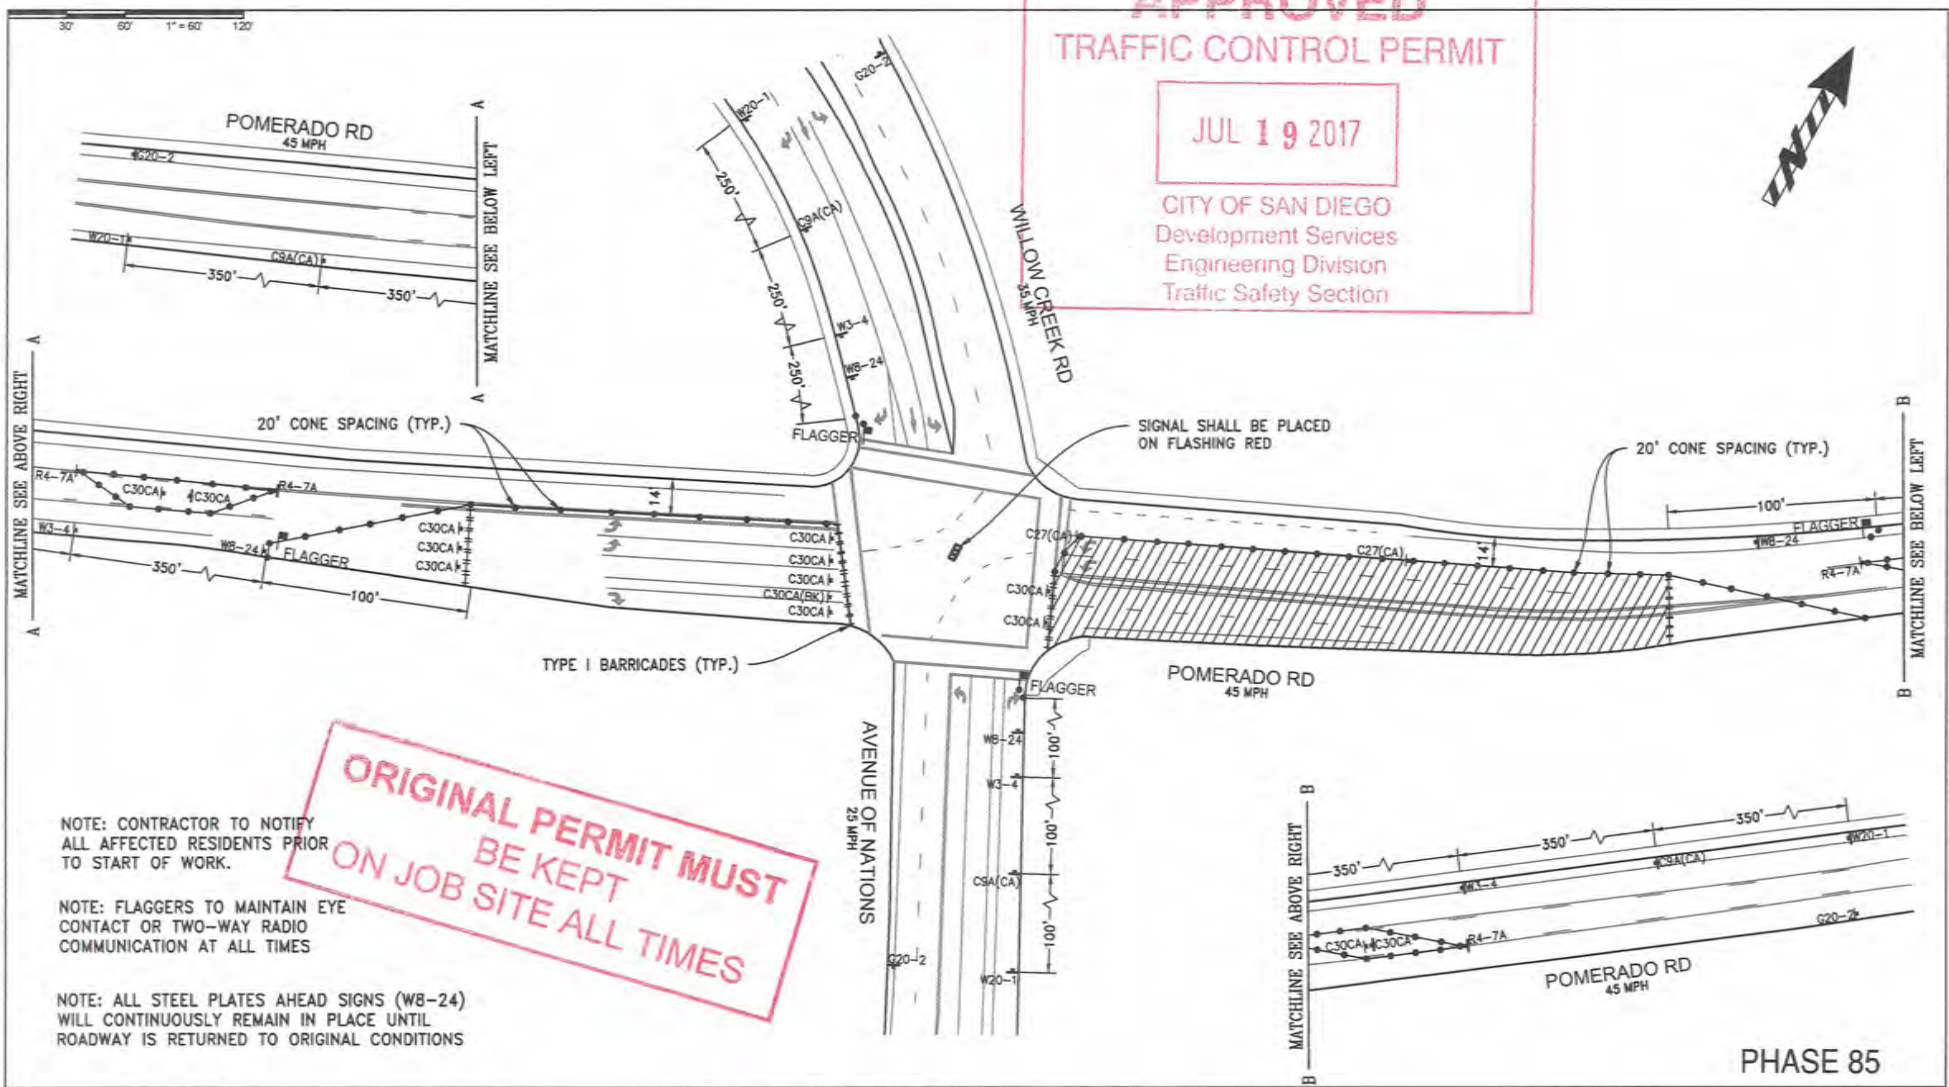 30'
60'
1"=60'
120'
APPROVED
TRAFFIC CONTROL PERMIT
JUL 19 2017
CITY OF SAN DIEGO
Development Services
Engineering Division
Traffic Safety Section
N
POMERADO RD
45 MPH
G20-2
W20-1
C9A(CA)
350'
350'
A
MATCHLINE SEE BELOW LEFT
A
G20-2
W20-1
250'
C9A(CA)
250'
W3-4
W8-24
250'
FLAGGER
WILLOW CREEK RD
35 MPH
A
MATCHLINE SEE ABOVE RIGHT
A
20' CONE SPACING (TYP.)
R4-7A
C30CA
C30CA
R4-7A
W3-4
W8-24
FLAGGER
350'
100'
C30CA
C30CA
C30CA
14'
C30CA
C30CA
C30CA
C30CA(BK)
C30CA
TYPE I BARRICADES (TYP.)
SIGNAL SHALL BE PLACED
ON FLASHING RED
20' CONE SPACING (TYP.)
C27(CA)
C27(CA)
14'
C30CA
C30CA
100'
FLAGGER
W8-24
R4-7A
B
MATCHLINE SEE BELOW LEFT
B
POMERADO RD
45 MPH
FLAGGER
W8-24
100'
W3-4
100'
C9A(CA)
100'
W20-1
G20-2
AVENUE OF NATIONS
25 MPH
ORIGINAL PERMIT MUST
BE KEPT
ON JOB SITE ALL TIMES
NOTE: CONTRACTOR TO NOTIFY
ALL AFFECTED RESIDENTS PRIOR
TO START OF WORK.
NOTE: FLAGGERS TO MAINTAIN EYE
CONTACT OR TWO-WAY RADIO
COMMUNICATION AT ALL TIMES
NOTE: ALL STEEL PLATES AHEAD SIGNS (W8-24)
WILL CONTINUOUSLY REMAIN IN PLACE UNTIL
ROADWAY IS RETURNED TO ORIGINAL CONDITIONS
B
MATCHLINE SEE ABOVE RIGHT
B
350'
350'
350'
W3-4
C9A(CA)
W20-1
C30CA
C30CA
R4-7A
G20-2
POMERADO RD
45 MPH
PHASE 85